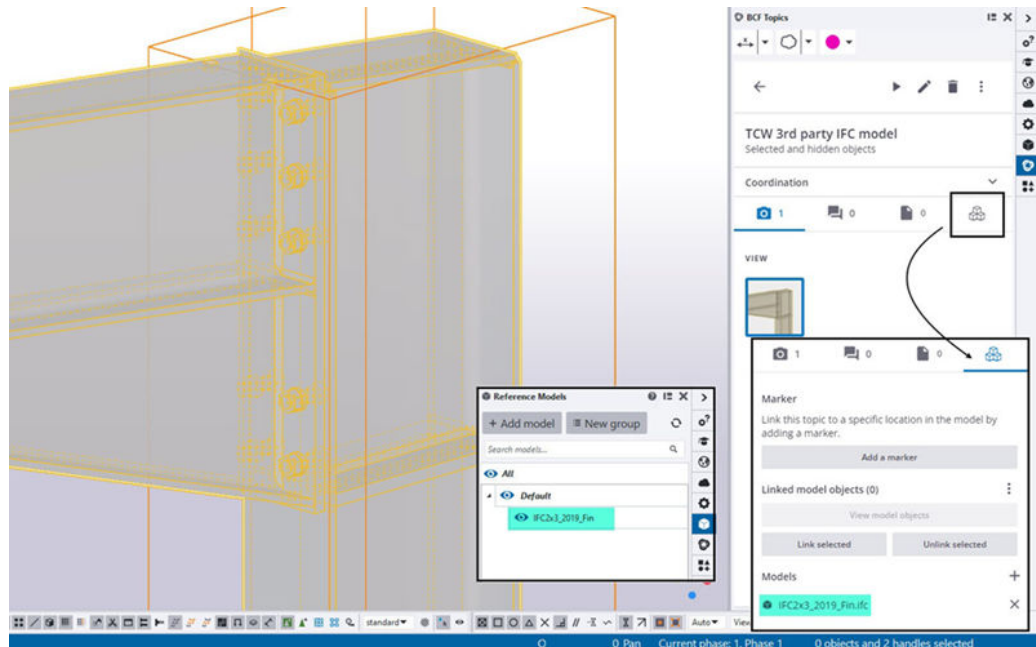 BCF Topics
TCW 3rd party IFC model
Selected and hidden objects
Coordination
1
0
0
VIEW
1
0
0
Marker
Link this topic to a specific location in the model by
adding a marker.
Add a marker
Linked model objects (0)
View model objects
Link selected
Unlink selected
Models
IFC2x3_2019_Fin.ifc
Reference Models
+ Add model
New group
Search models...
All
Default
IFC2x3_2019_Fin
standard
Auto
View
O
0 Pan
Current phase: 1, Phase 1
0 objects and 2 handles selected